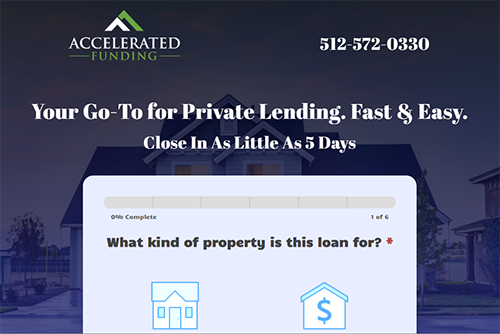 ACCELERATED
FUNDING
512-572-0330
Your Go-To for Private Lending. Fast & Easy.
Close In As Little As 5 Days
0% Complete
1 of 6
What kind of property is this loan for? *
$